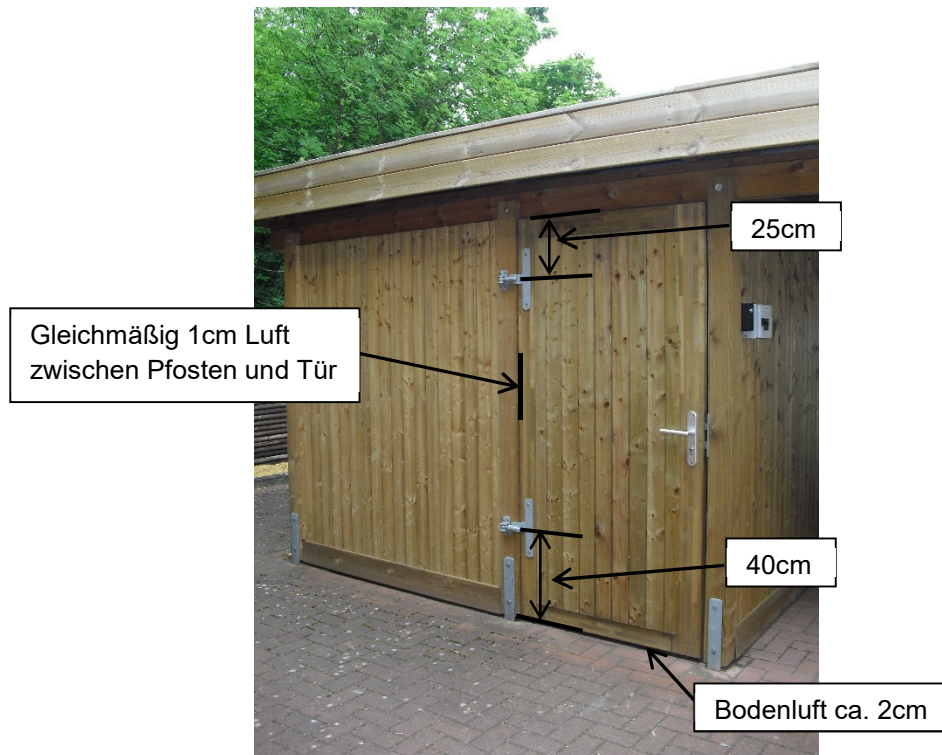 25cm
Gleichmäßig 1cm Luft
zwischen Pfosten und Tür
40cm
Bodenluft ca. 2cm